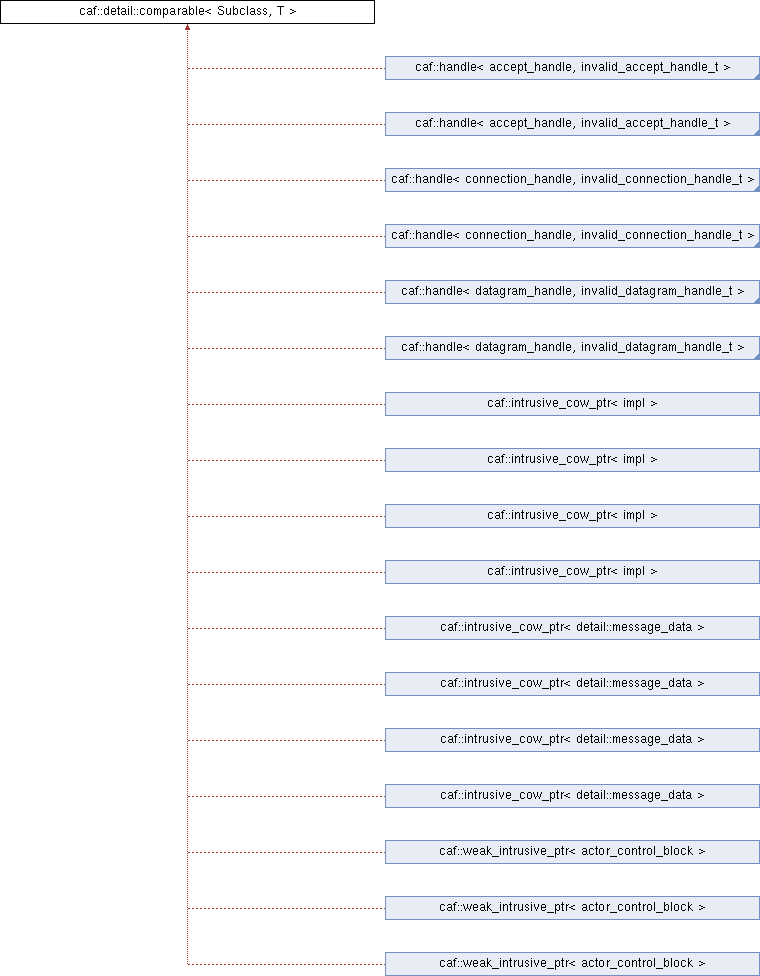 caf::detail::comparable< Subclass, T >
caf::handle< accept_handle, invalid_accept_handle_t >
caf::handle< accept_handle, invalid_accept_handle_t >
caf::handle< connection_handle, invalid_connection_handle_t >
caf::handle< connection_handle, invalid_connection_handle_t >
caf::handle< datagram_handle, invalid_datagram_handle_t >
caf::handle< datagram_handle, invalid_datagram_handle_t >
caf::intrusive_cow_ptr< impl >
caf::intrusive_cow_ptr< impl >
caf::intrusive_cow_ptr< impl >
caf::intrusive_cow_ptr< impl >
caf::intrusive_cow_ptr< detail::message_data >
caf::intrusive_cow_ptr< detail::message_data >
caf::intrusive_cow_ptr< detail::message_data >
caf::intrusive_cow_ptr< detail::message_data >
caf::weak_intrusive_ptr< actor_control_block >
caf::weak_intrusive_ptr< actor_control_block >
caf::weak_intrusive_ptr< actor_control_block >